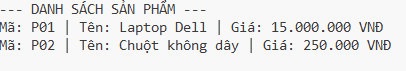 --- DANH SÁCH SẢN PHẨM ---
Mã: P01 | Tên: Laptop Dell | Giá: 15.000.000 VNĐ
Mã: P02 | Tên: Chuột không dây | Giá: 250.000 VNĐ